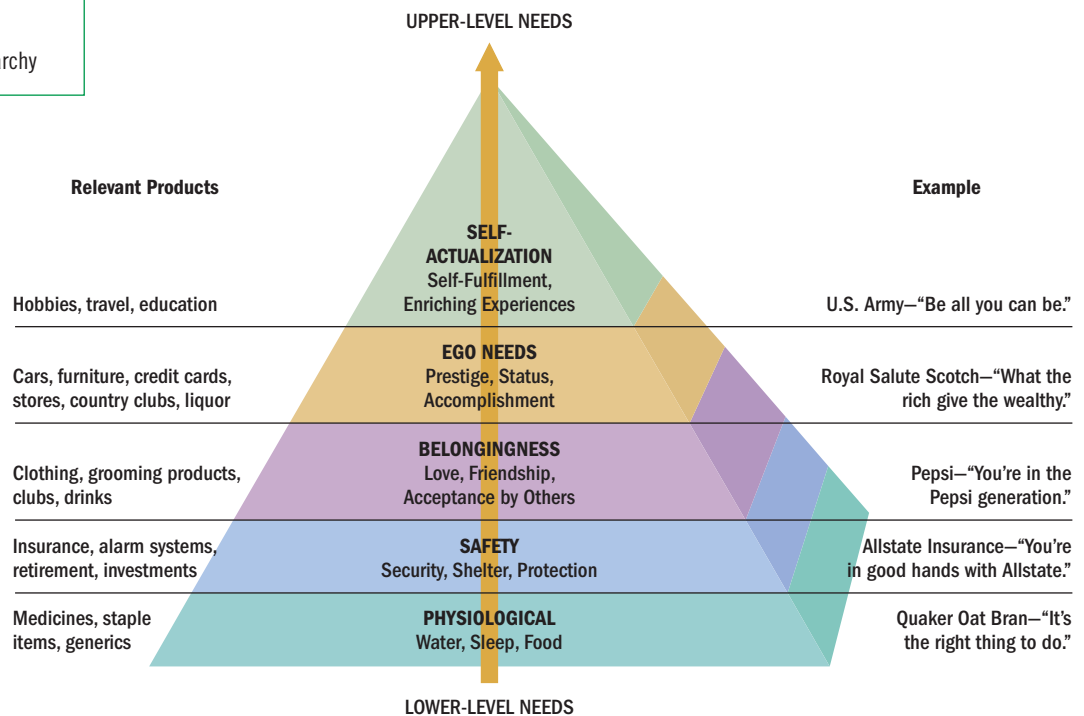 UPPER-LEVEL NEEDS
Relevant Products
Example
SELF-
ACTUALIZATION
Self-Fulfillment,
Enriching Experiences
Hobbies, travel, education
U.S. Army—“Be all you can be.”
EGO NEEDS
Prestige, Status,
Accomplishment
Cars, furniture, credit cards,
stores, country clubs, liquor
Royal Salute Scotch—“What the
rich give the wealthy.”
BELONGINGNESS
Love, Friendship,
Acceptance by Others
Clothing, grooming products,
clubs, drinks
Pepsi—“You’re in the
Pepsi generation.”
SAFETY
Security, Shelter, Protection
Insurance, alarm systems,
retirement, investments
Allstate Insurance—“You’re
in good hands with Allstate.”
PHYSIOLOGICAL
Water, Sleep, Food
Medicines, staple
items, generics
Quaker Oat Bran—“It’s
the right thing to do.”
LOWER-LEVEL NEEDS